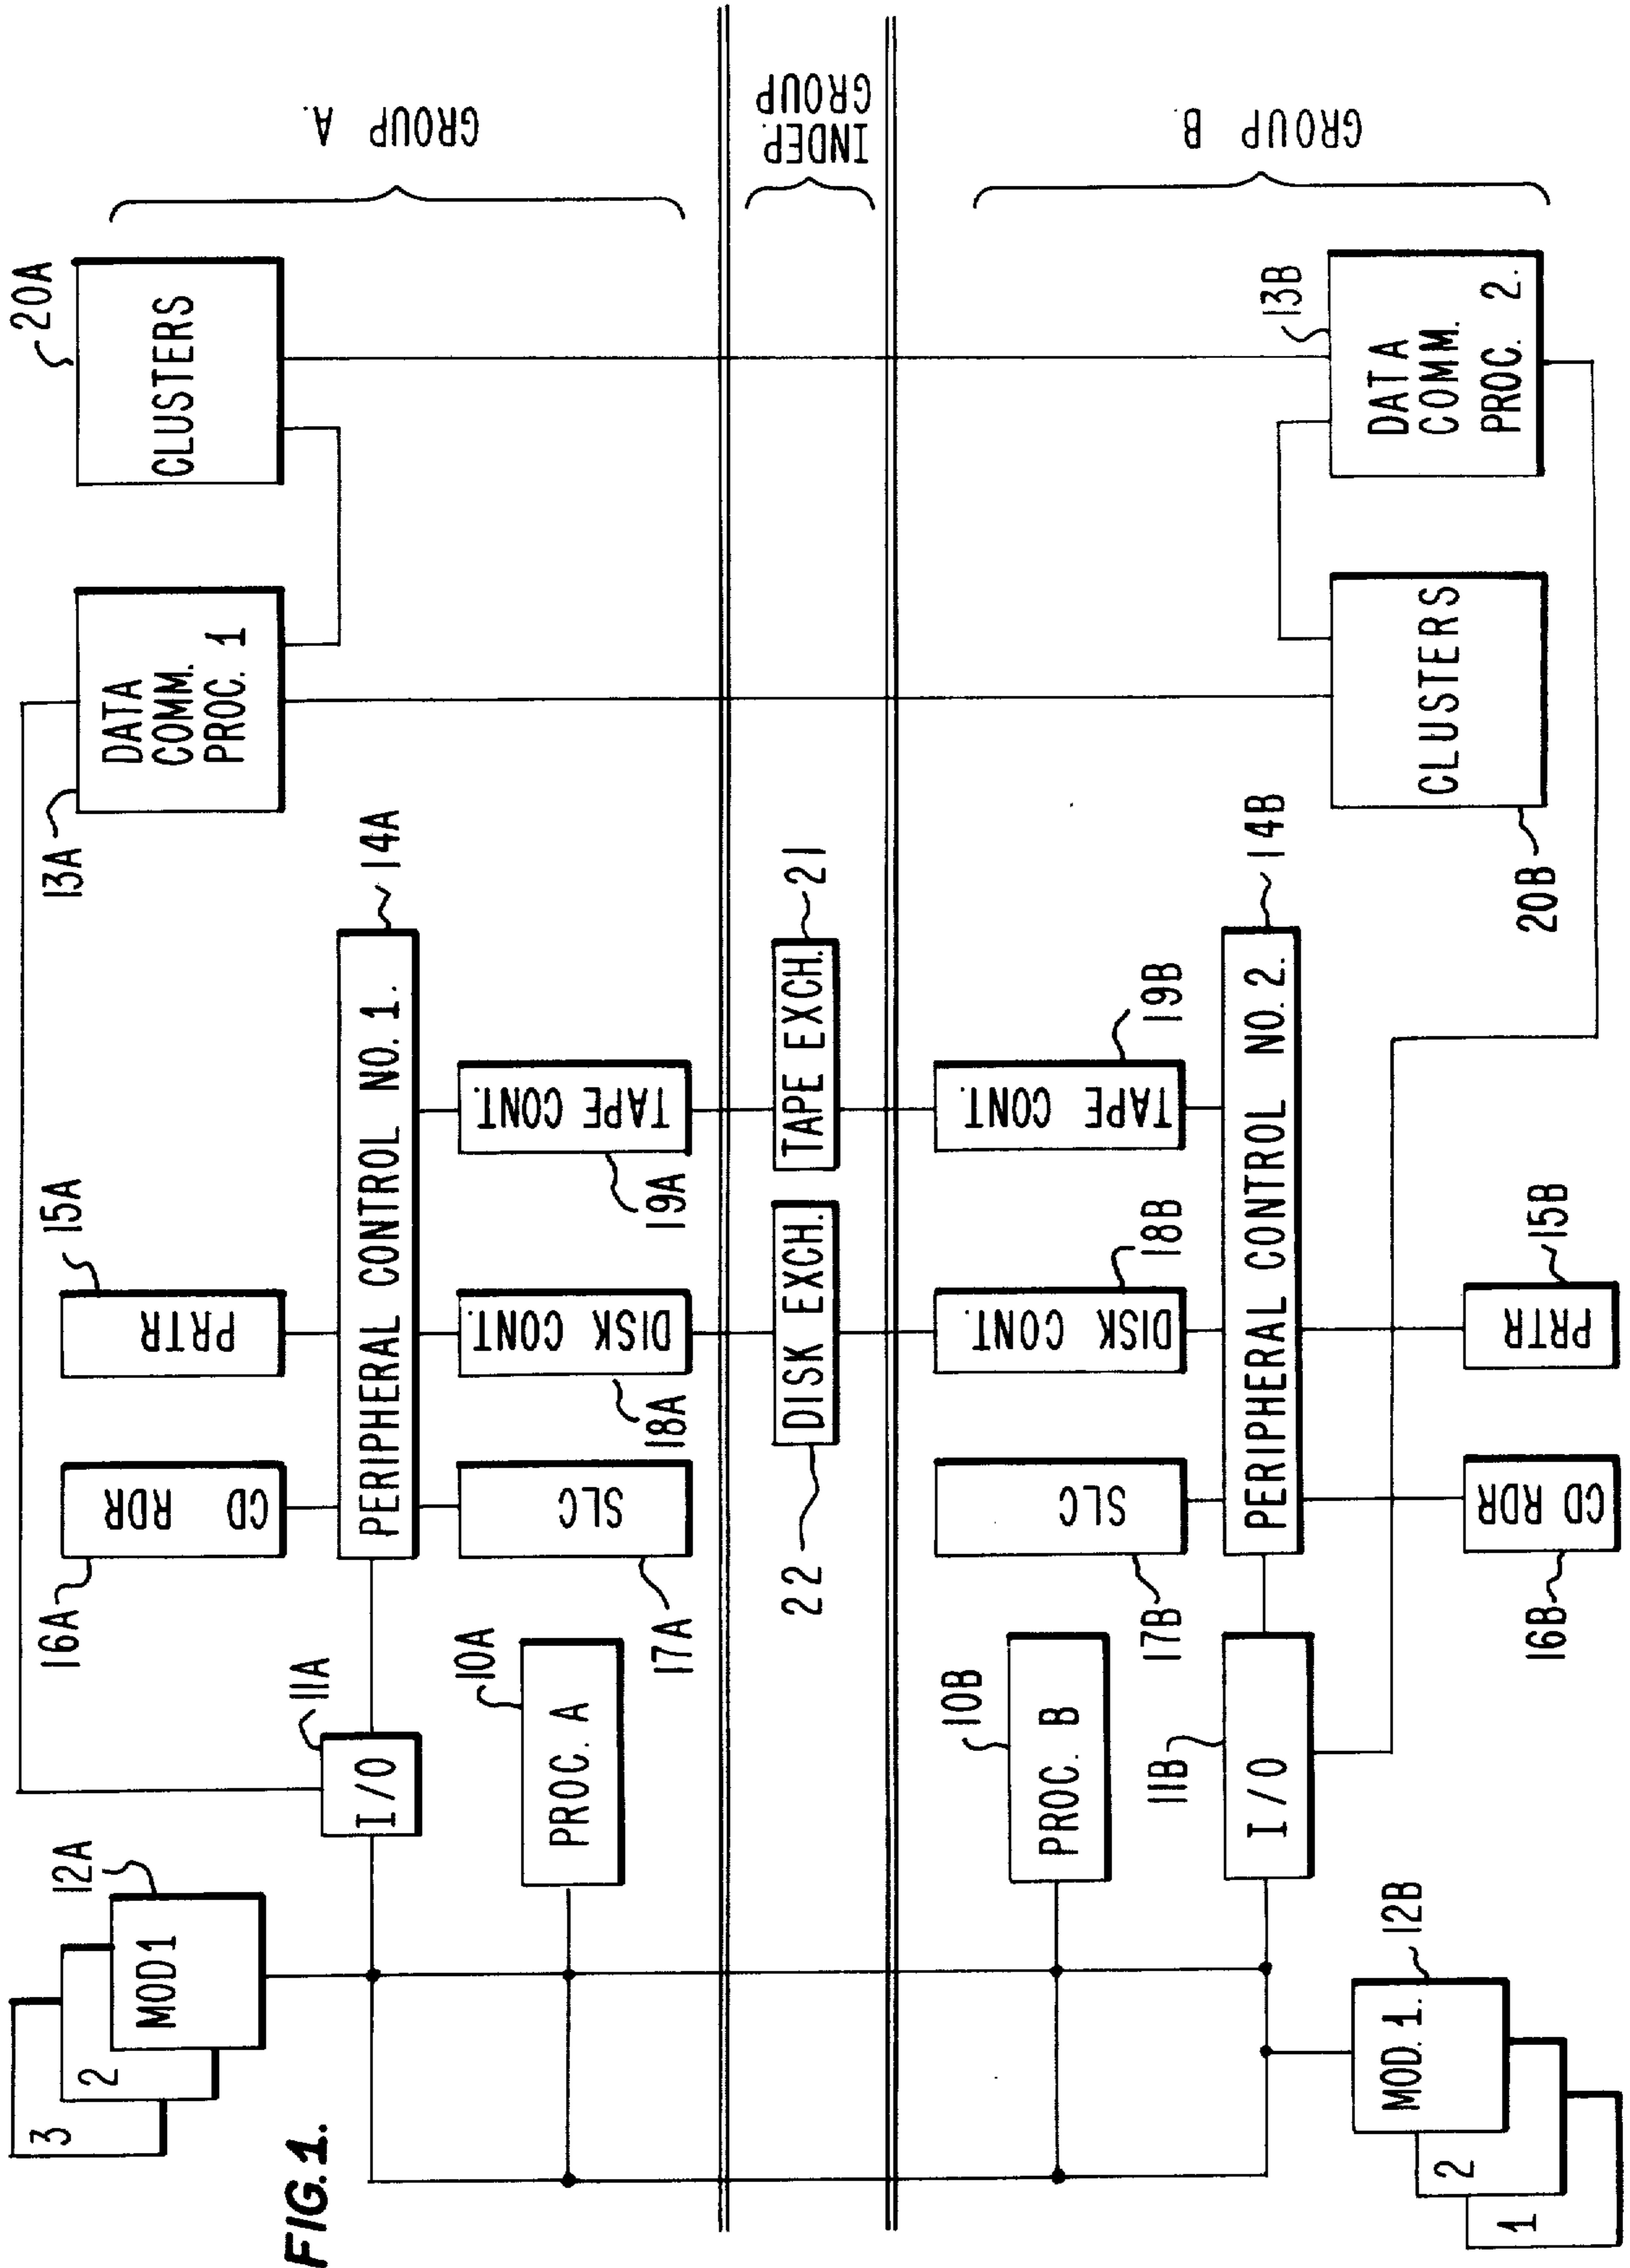 FIG. 1.
3
2
MOD 1
12A
I/O
11A
PROC. A
10A
16A
CD RDR
15A
PRTR
PERIPHERAL CONTROL NO. 1.
14A
SLC
17A
DISK CONT.
18A
TAPE CONT.
19A
13A
DATA
COMM.
PROC. 1
20A
CLUSTERS
GROUP A.
22
DISK EXCH.
TAPE EXCH.
21
INDEP.
GROUP
PROC. B
10B
I/O
11B
SLC
17B
DISK CONT.
18B
TAPE CONT.
19B
PERIPHERAL CONTROL NO. 2.
14B
CD RDR
16B
PRTR
15B
CLUSTERS
20B
DATA
COMM.
PROC. 2.
13B
GROUP B.
MOD. 1.
12B
2
1